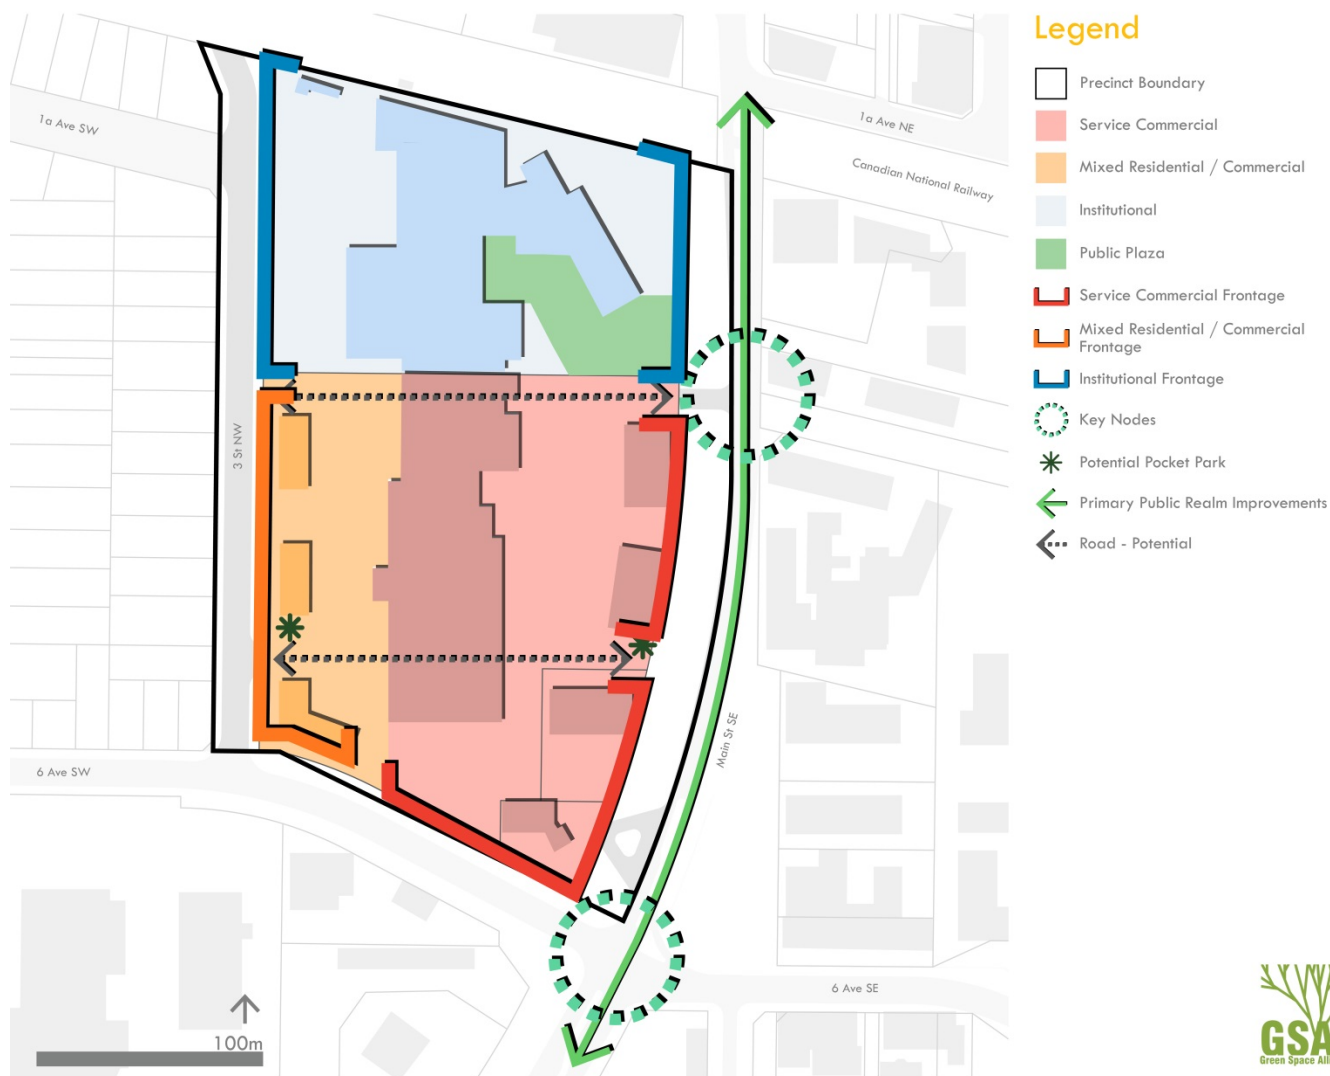 Legend
Precinct Boundary
Service Commercial
Mixed Residential / Commercial
Institutional
Public Plaza
Service Commercial Frontage
Mixed Residential / Commercial
Frontage
Institutional Frontage
Key Nodes
Potential Pocket Park
Primary Public Realm Improvements
Road - Potential
1a Ave SW
1a Ave NE
Canadian National Railway
3 St NW
Main St SE
6 Ave SW
6 Ave SE
100m
GSA
Green Space